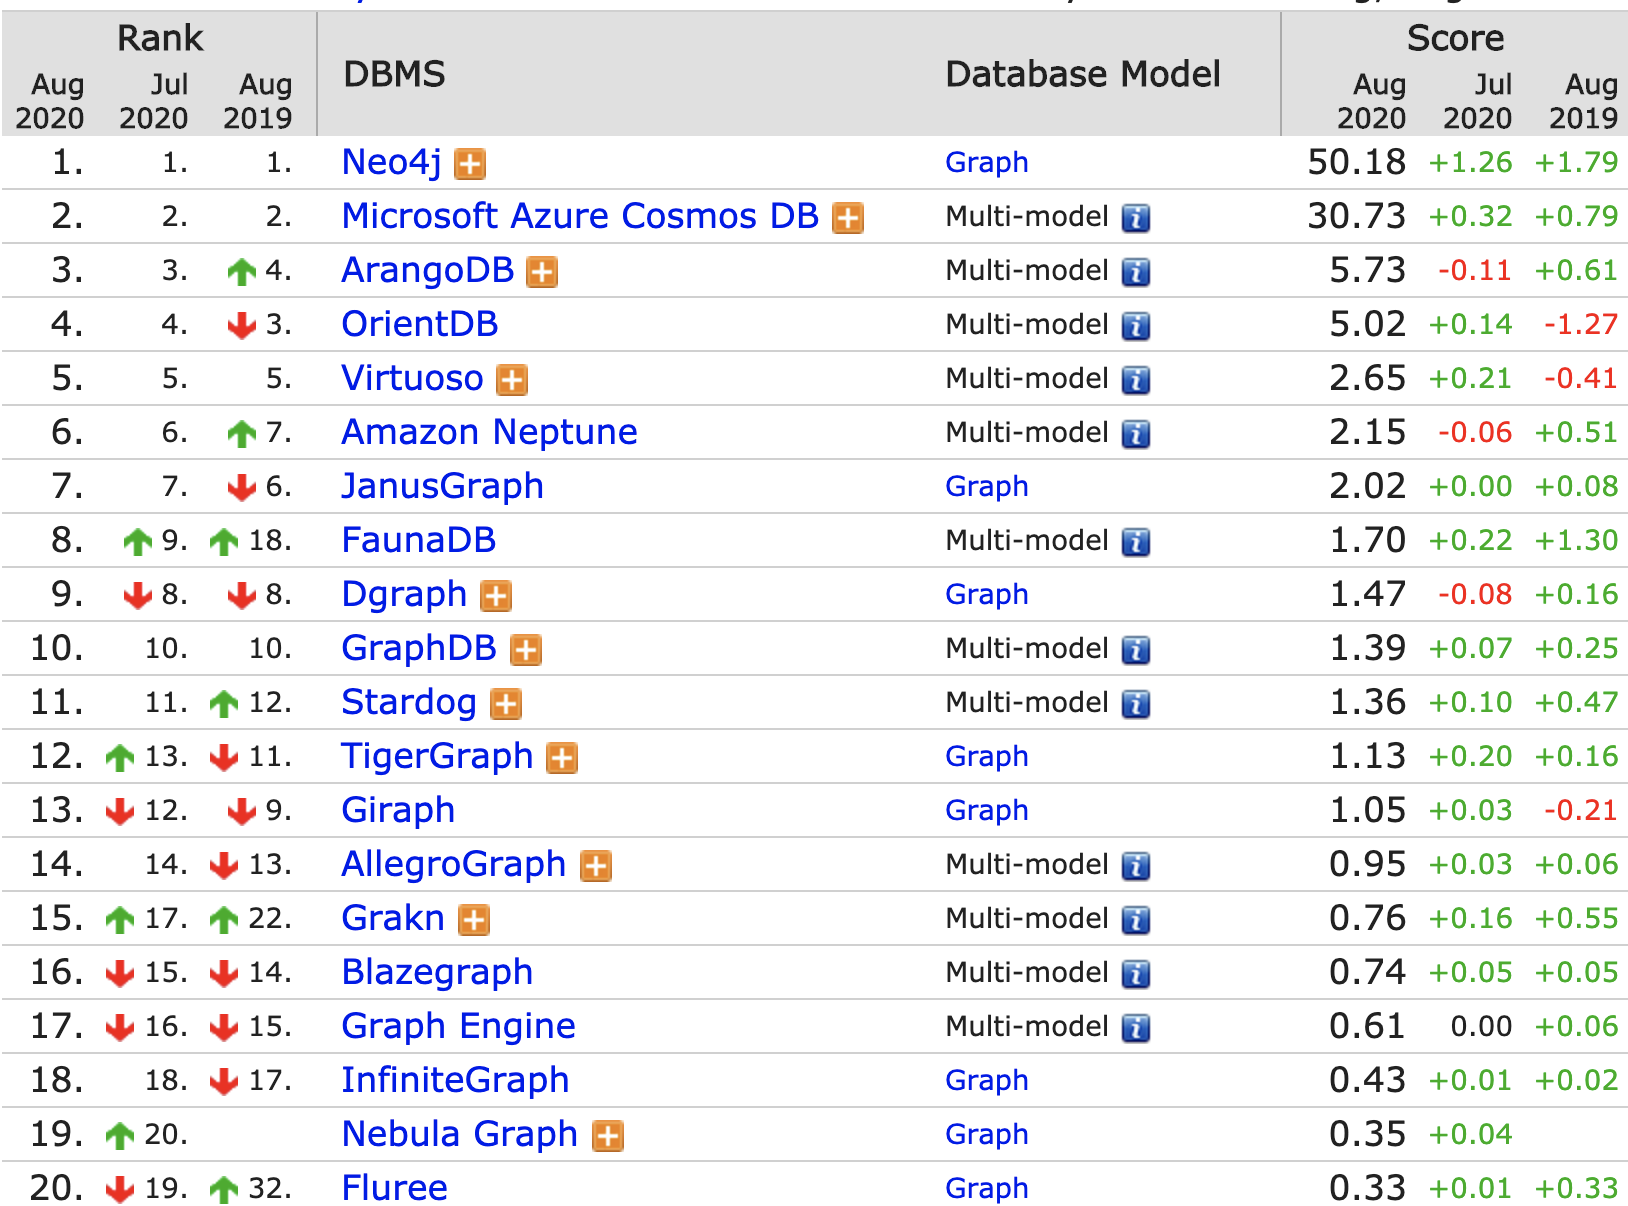 Rank Score
DBMS Database Model
Aug Jul Aug Aug Jul Aug
2020 2020 2019 2020 2020 2019
1. 1. 1. Neo4j Graph 50.18 +1.26 +1.79
2. 2. 2. Microsoft Azure Cosmos DB Multi-model 30.73 +0.32 +0.79
3. 3. 4. ArangoDB Multi-model 5.73 -0.11 +0.61
4. 4. 3. OrientDB Multi-model 5.02 +0.14 -1.27
5. 5. 5. Virtuoso Multi-model 2.65 +0.21 -0.41
6. 6. 7. Amazon Neptune Multi-model 2.15 -0.06 +0.51
7. 7. 6. JanusGraph Graph 2.02 +0.00 +0.08
8. 9. 18. FaunaDB Multi-model 1.70 +0.22 +1.30
9. 8. 8. Dgraph Graph 1.47 -0.08 +0.16
10. 10. 10. GraphDB Multi-model 1.39 +0.07 +0.25
11. 11. 12. Stardog Multi-model 1.36 +0.10 +0.47
12. 13. 11. TigerGraph Graph 1.13 +0.20 +0.16
13. 12. 9. Giraph Graph 1.05 +0.03 -0.21
14. 14. 13. AllegroGraph Multi-model 0.95 +0.03 +0.06
15. 17. 22. Grakn Multi-model 0.76 +0.16 +0.55
16. 15. 14. Blazegraph Multi-model 0.74 +0.05 +0.05
17. 16. 15. Graph Engine Multi-model 0.61 0.00 +0.06
18. 18. 17. InfiniteGraph Graph 0.43 +0.01 +0.02
19. 20. Nebula Graph Graph 0.35 +0.04
20. 19. 32. Fluree Graph 0.33 +0.01 +0.33